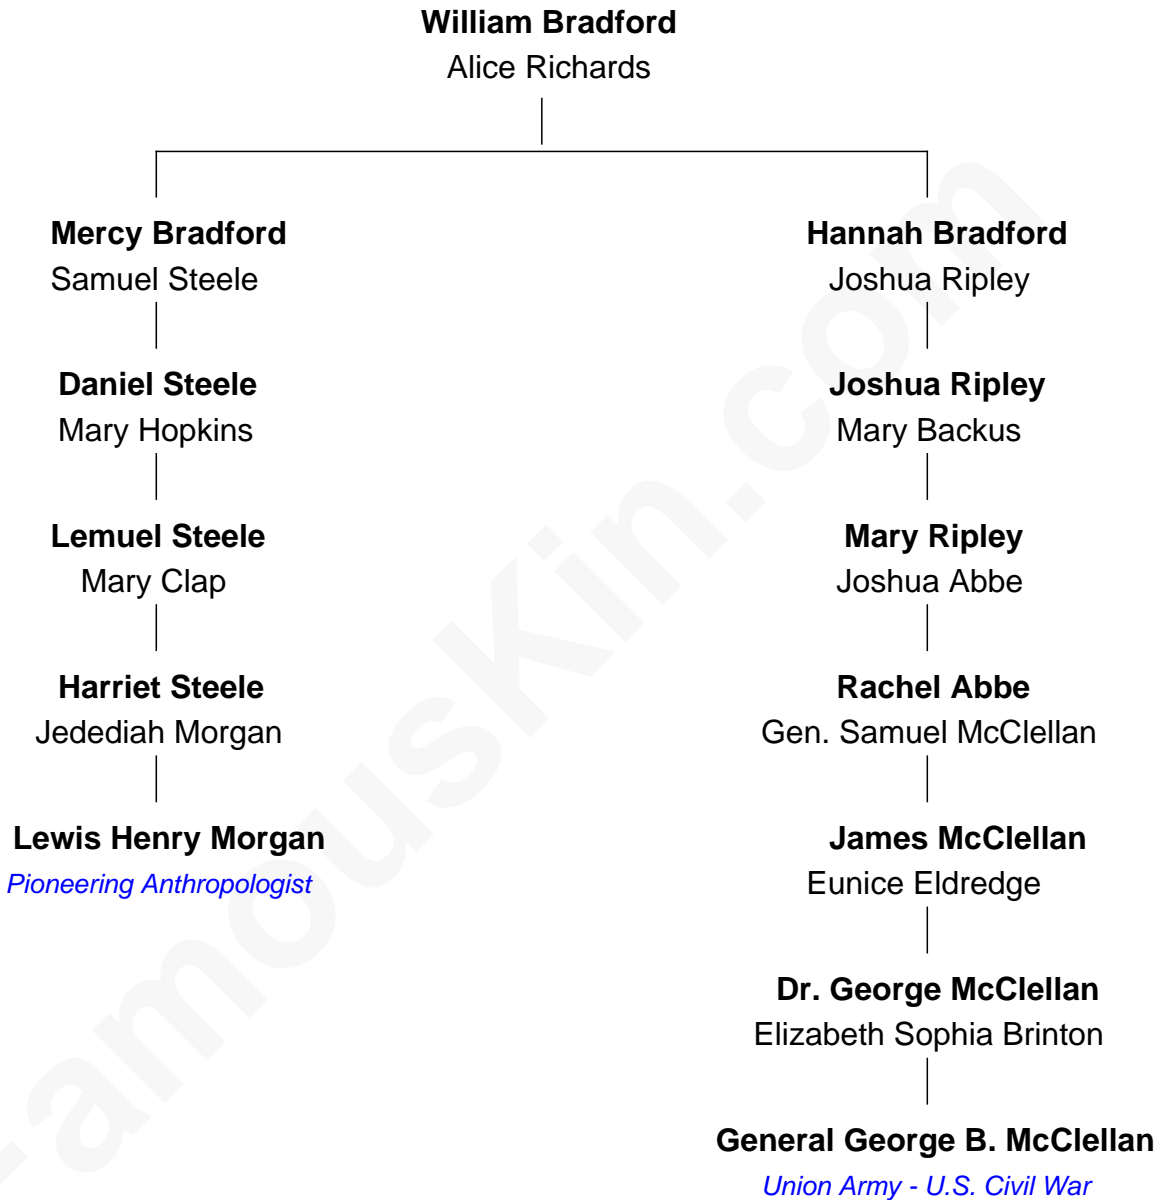 William Bradford
Alice Richards
Mercy Bradford
Samuel Steele
Hannah Bradford
Joshua Ripley
Daniel Steele
Mary Hopkins
Joshua Ripley
Mary Backus
Lemuel Steele
Mary Clap
Mary Ripley
Joshua Abbe
Harriet Steele
Jedediah Morgan
Rachel Abbe
Gen. Samuel McClellan
Lewis Henry Morgan
Pioneering Anthropologist
James McClellan
Eunice Eldredge
Dr. George McClellan
Elizabeth Sophia Brinton
General George B. McClellan
Union Army - U.S. Civil War
FamousKin.com